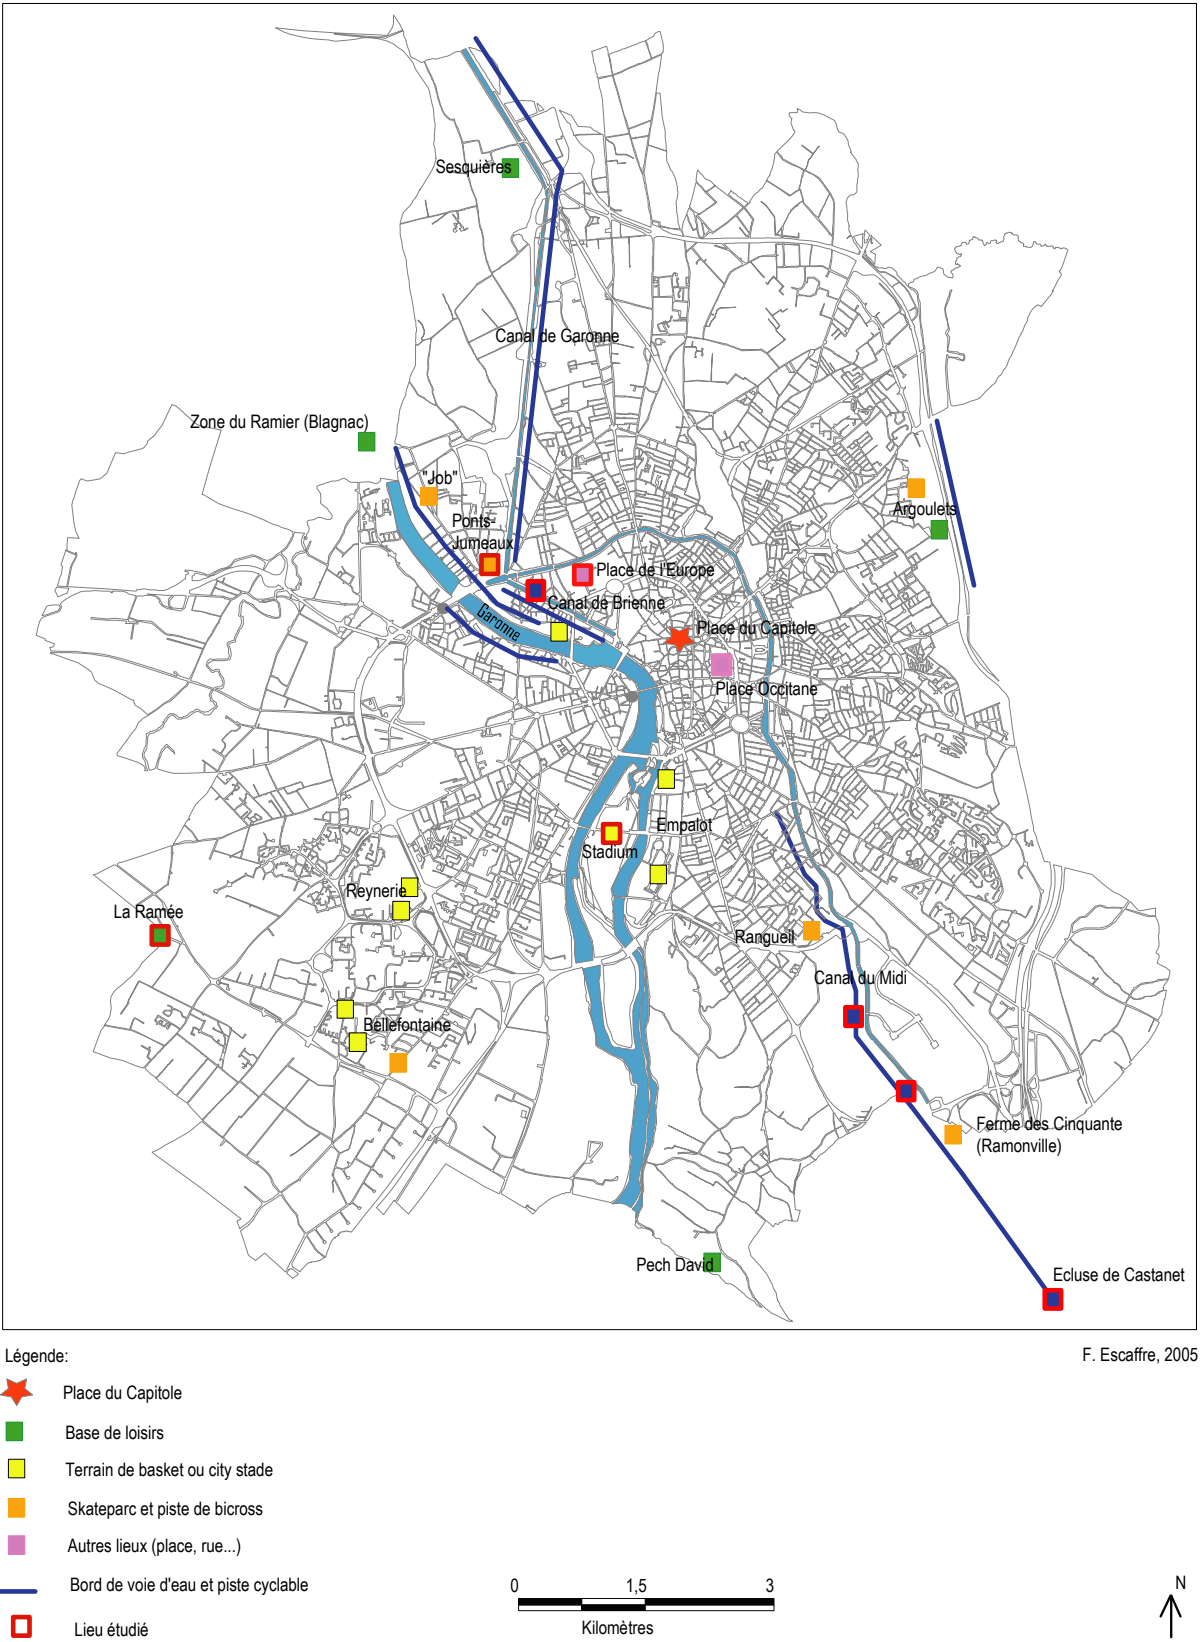 Sesquières
Canal de Garonne
Zone du Ramier (Blagnac)
"Job"
Argoulets
Ponts-
Jumeaux
Place de l'Europe
Canal de Brienne
Garonne
Place du Capitole
Place Occitane
Empalot
Stadium
Reynerie
La Ramée
Rangueil
Canal du Midi
Bellefontaine
Ferme des Cinquante
(Ramonville)
Pech David
Ecluse de Castanet
Légende:
F. Escaffre, 2005
Place du Capitole
Base de loisirs
Terrain de basket ou city stade
Skateparc et piste de bicross
Autres lieux (place, rue...)
Bord de voie d'eau et piste cyclable
Lieu étudié
0 1,5 3
Kilomètres
N